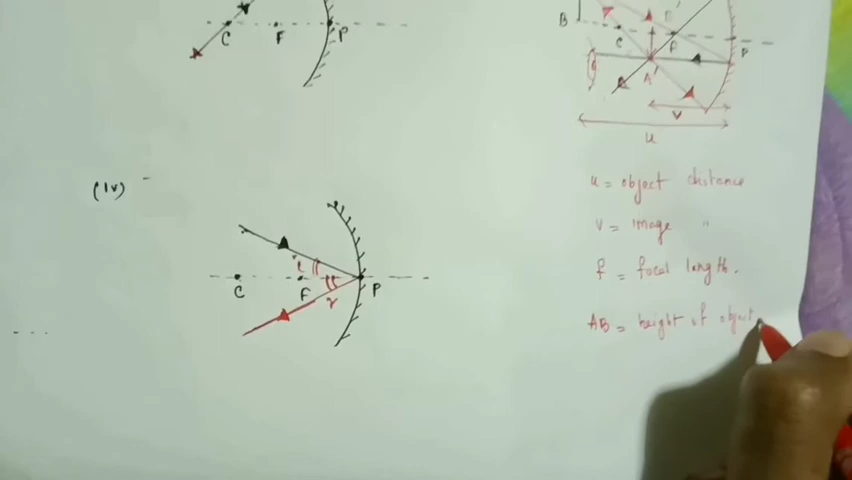 C F P
B C F P
A'
v
u
(iv)
i
C F P
r
u = object distance
v = image "
f = focal length.
AB = height of object